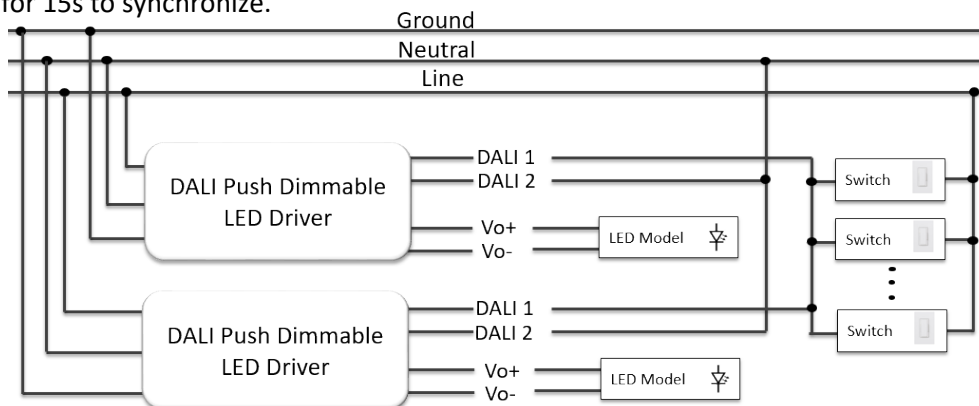 for 15s to synchronize.
Ground
Neutral
Line
DALI Push Dimmable
LED Driver
DALI 1
DALI 2
Vo+
Vo-
LED Model
Switch
Switch
Switch
DALI Push Dimmable
LED Driver
DALI 1
DALI 2
Vo+
Vo-
LED Model